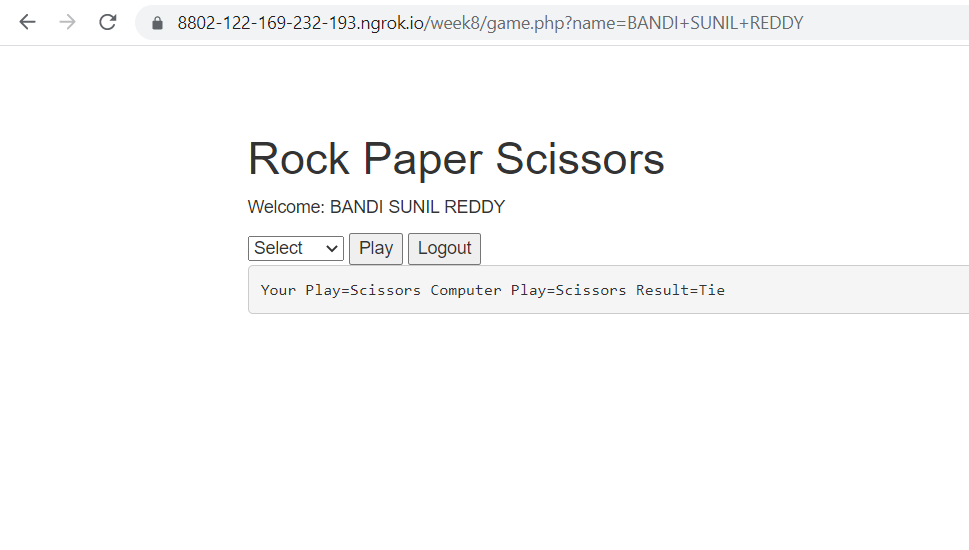 8802-122-169-232-193.ngrok.io/week8/game.php?name=BANDI+SUNIL+REDDY
Rock Paper Scissors
Welcome: BANDI SUNIL REDDY
Select Play Logout
Your Play=Scissors Computer Play=Scissors Result=Tie